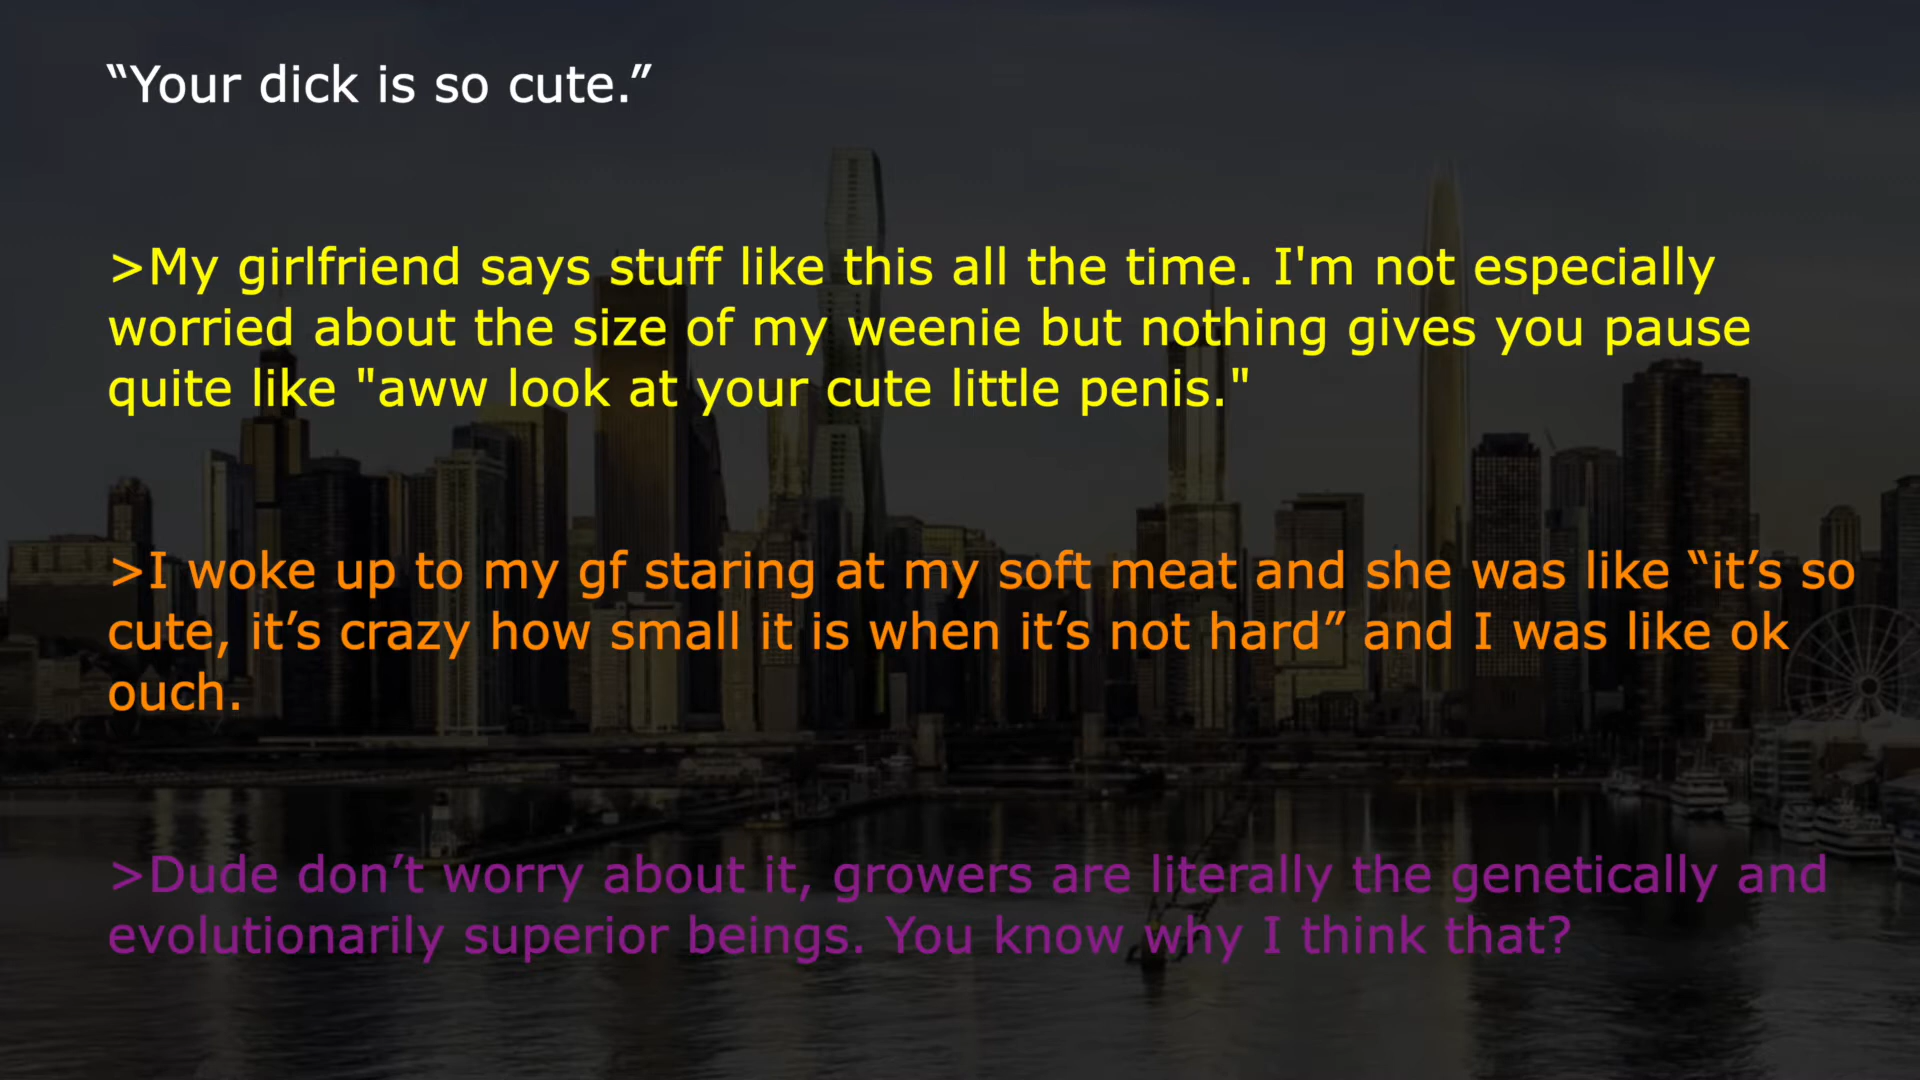 “Your dick is so cute.”
>My girlfriend says stuff like this all the time. I'm not especially
worried about the size of my weenie but nothing gives you pause
quite like "aww look at your cute little penis."
>I woke up to my gf staring at my soft meat and she was like “it’s so
cute, it’s crazy how small it is when it’s not hard” and I was like ok
ouch.
>Dude don’t worry about it, growers are literally the genetically and
evolutionarily superior beings. You know why I think that?